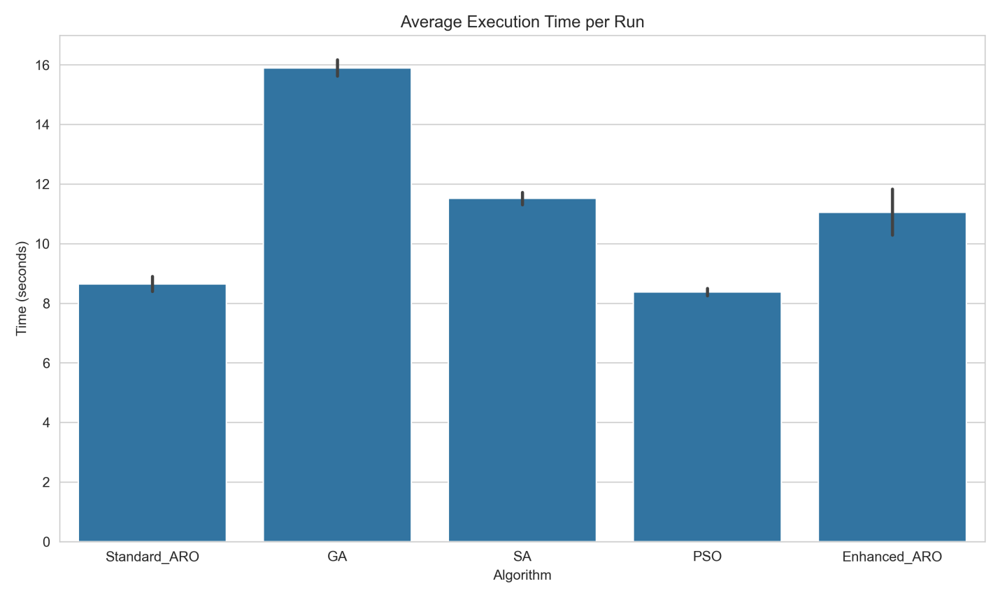 Average Execution Time per Run
16
14
12
10
8
6
4
2
0
Time (seconds)
Standard_ARO GA SA PSO Enhanced_ARO
Algorithm